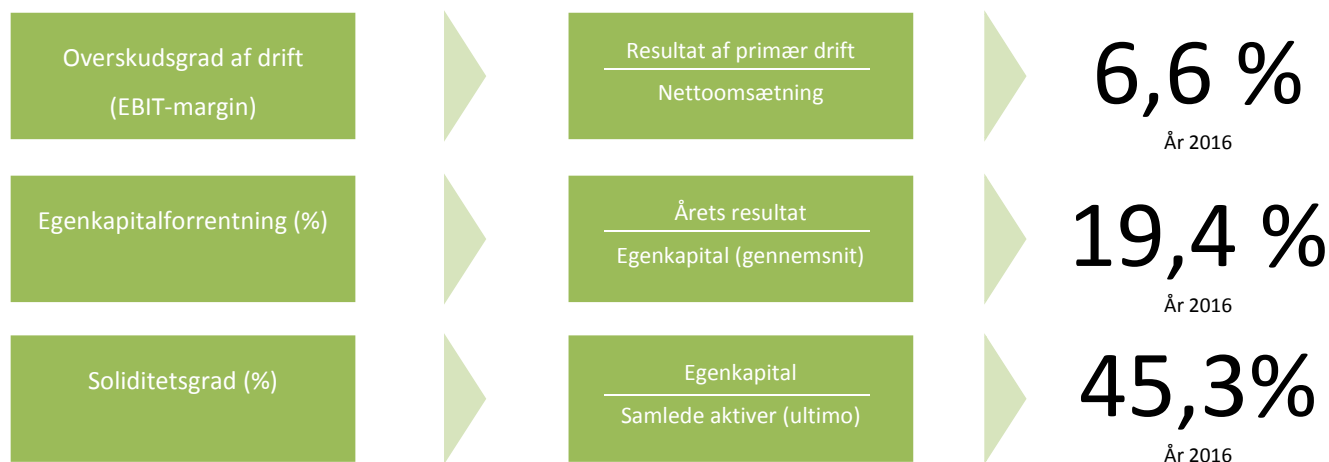 Overskudsgrad af drift
(EBIT-margin)
Resultat af primær drift
Nettoomsætning
6,6 %
År 2016
Egenkapitalforrentning (%)
Årets resultat
Egenkapital (gennemsnit)
19,4 %
År 2016
Soliditetsgrad (%)
Egenkapital
Samlede aktiver (ultimo)
45,3%
År 2016